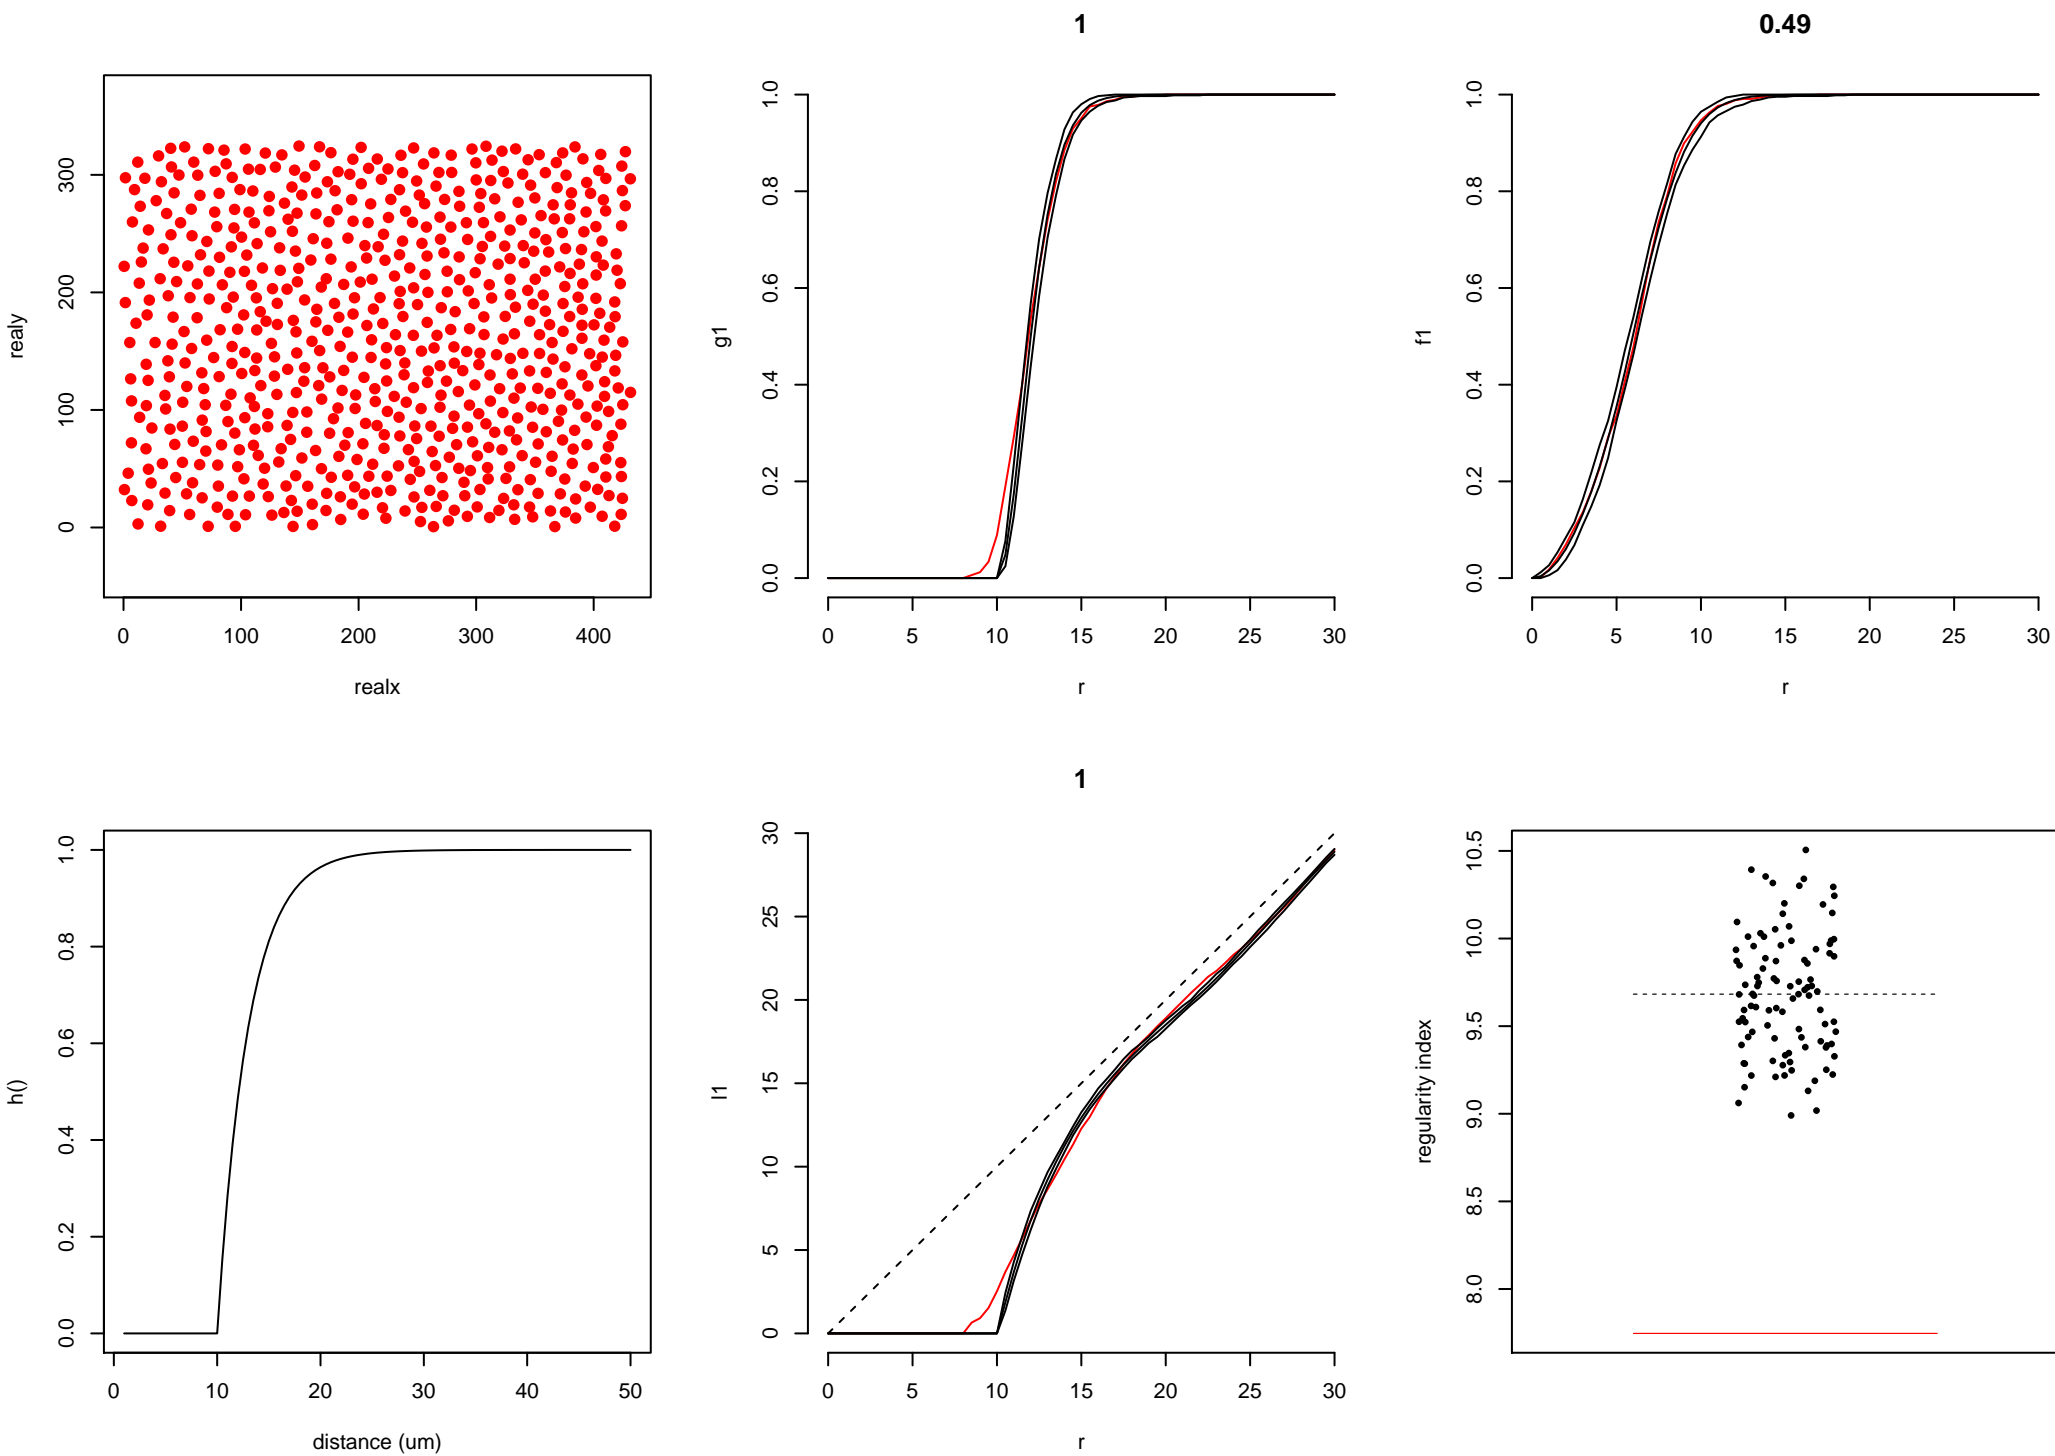 realy
0 100 200 300
0 100 200 300 400
realx
1
g1
0.0 0.2 0.4 0.6 0.8 1.0
0 5 10 15 20 25 30
r
0.49
f1
0.0 0.2 0.4 0.6 0.8 1.0
0 5 10 15 20 25 30
r
h()
0.0 0.2 0.4 0.6 0.8 1.0
0 10 20 30 40 50
distance (um)
1
l1
0 5 10 15 20 25 30
0 5 10 15 20 25 30
r
regularity index
8.0 8.5 9.0 9.5 10.0 10.5